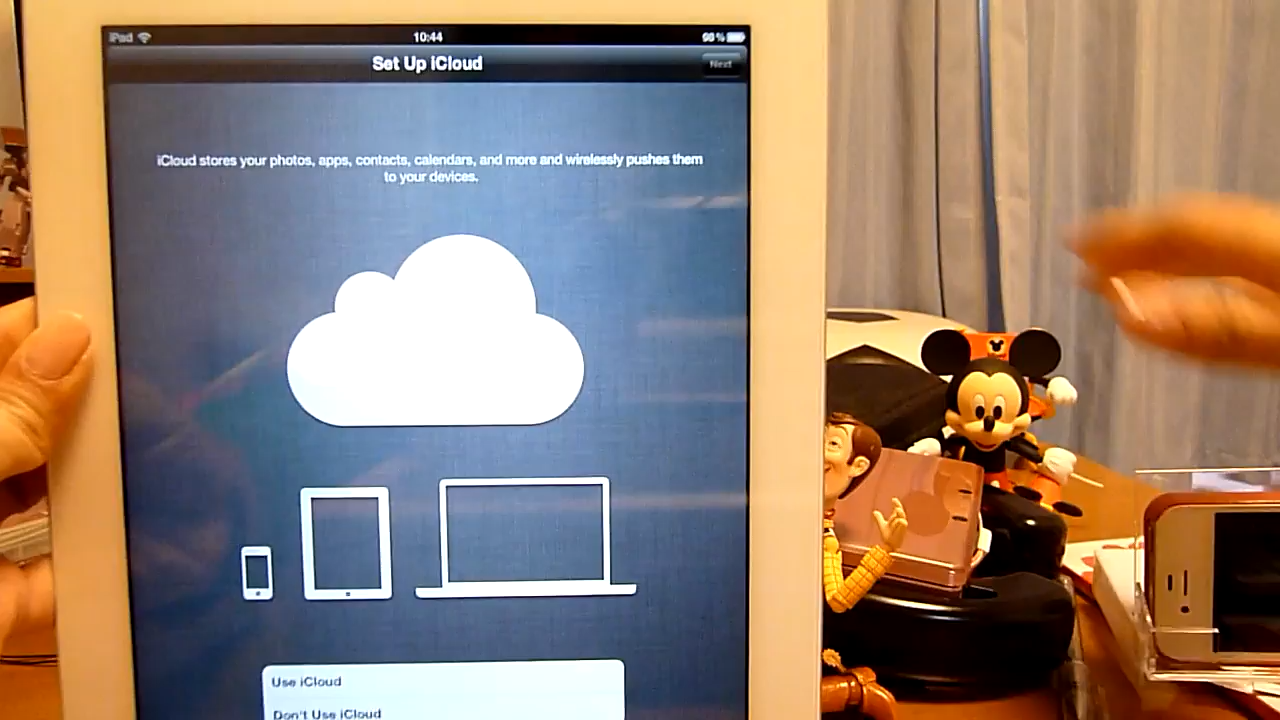 iPad 10:44 98%
Set Up iCloud
Next
iCloud stores your photos, apps, contacts, calendars, and more and wirelessly pushes them
to your devices.
Use iCloud
Don't Use iCloud